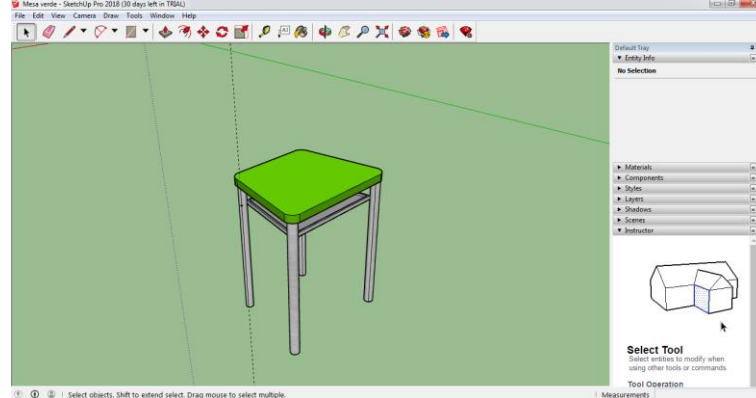 Mesa verde - SketchUp Pro 2018 (30 days left in TRIAL)
File Edit View Camera Draw Tools Window Help
Default Tray
Entity Info
No Selection
Materials
Components
Styles
Layers
Shadows
Scenes
Instructor
Select Tool
Select entities to modify when
using other tools or commands.
Tool Operation
Select objects. Shift to extend select. Drag mouse to select multiple.
Measurements